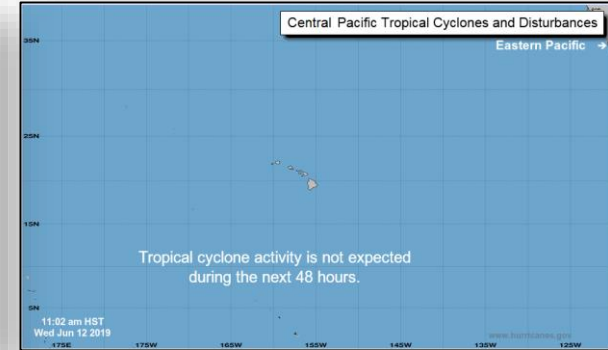 Central Pacific Tropical Cyclones and Disturbances
Eastern Pacific →
35N
25N
15N
Tropical cyclone activity is not expected
during the next 48 hours.
5N
11:02 am HST
Wed Jun 12 2019
www.hurricanes.gov
175E 175W 165W 155W 145W 135W 125W